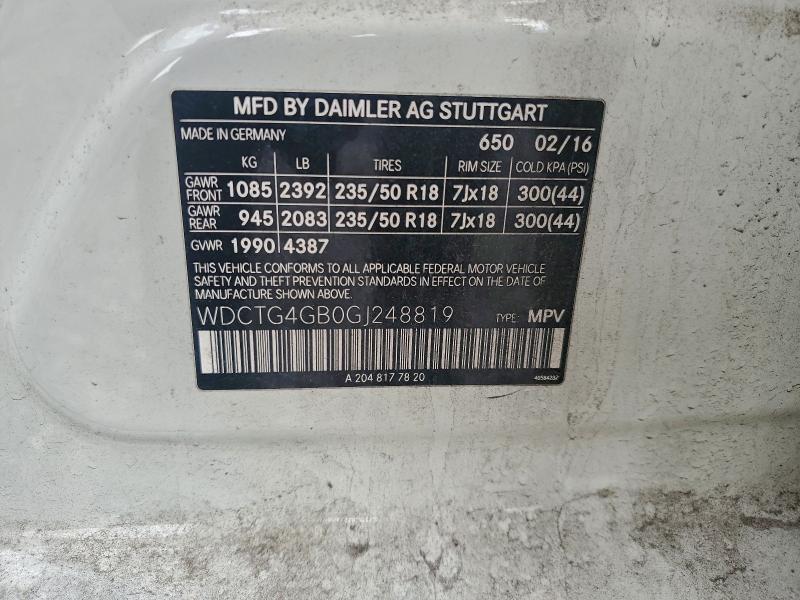 MFD BY DAIMLER AG STUTTGART
MADE IN GERMANY 650 02/16
KG LB TIRES RIM SIZE COLD KPA(PSI)
GAWR FRONT 1085 2392 235/50 R18 7Jx18 300(44)
GAWR REAR 945 2083 235/50 R18 7Jx18 300(44)
GVWR 1990 4387
THIS VEHICLE CONFORMS TO ALL APPLICABLE FEDERAL MOTOR VEHICLE
SAFETY AND THEFT PREVENTION STANDARDS IN EFFECT ON THE DATE
OF MANUFACTURE SHOWN ABOVE.
WDCTG4GB0GJ248819 TYPE: MPV
A 204 817 78 20